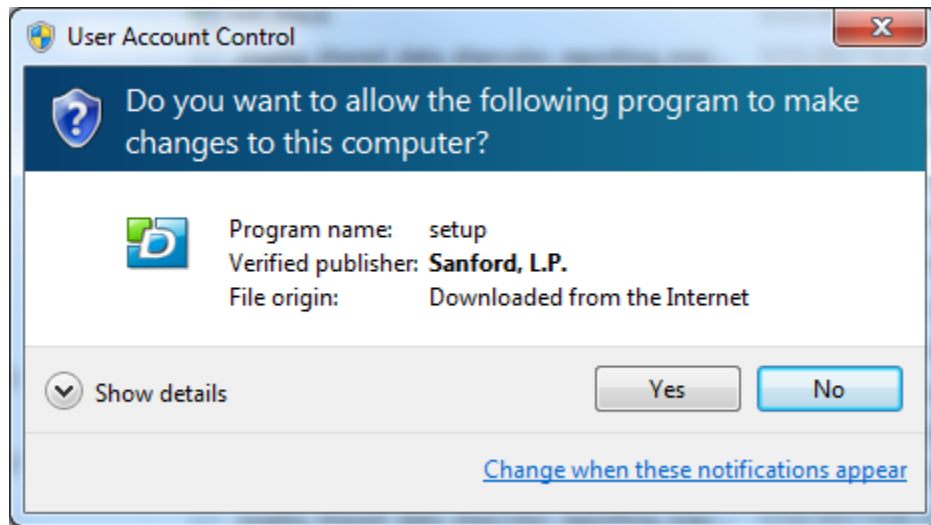 User Account Control
Do you want to allow the following program to make
changes to this computer?
Program name: setup
Verified publisher: Sanford, L.P.
File origin: Downloaded from the Internet
Show details
Yes
No
Change when these notifications appear